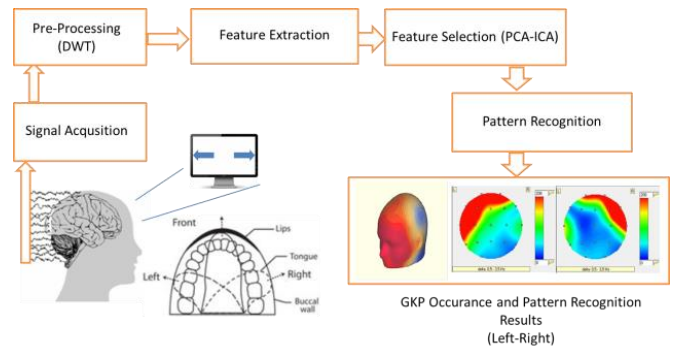 Pre-Processing
(DWT)
Feature Extraction
Feature Selection (PCA-ICA)
Signal Acqusition
Pattern Recognition
Front
Lips
Tongue
Left
Right
Buccal
wall
GKP Occurance and Pattern Recognition
Results
(Left-Right)